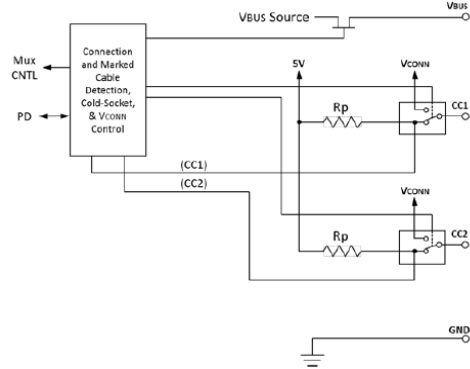 VBUS
VBUS Source
Connection
and Marked
Cable
Detection,
Cold-Socket,
& VCONN
Control
Mux
CNTL
PD
5V
VCONN
Rp
CC1
(CC1)
(CC2)
VCONN
Rp
CC2
GND